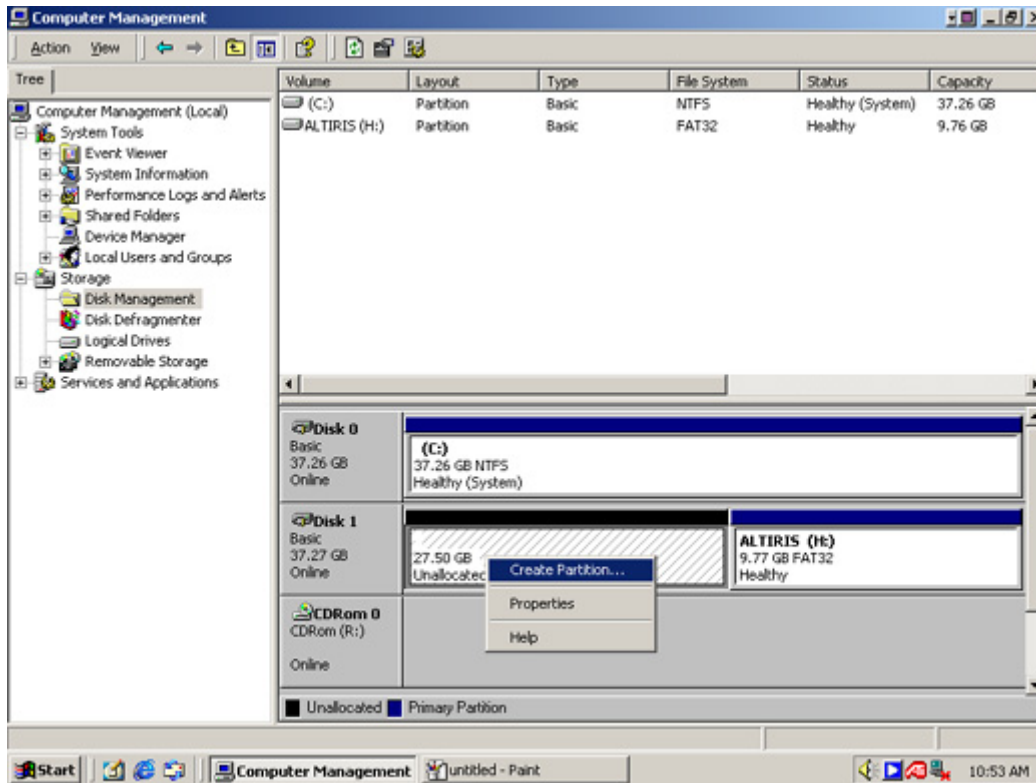 Computer Management
Action View
Tree
Computer Management (Local)
System Tools
Event Viewer
System Information
Performance Logs and Alerts
Shared Folders
Device Manager
Local Users and Groups
Storage
Disk Management
Disk Defragmenter
Logical Drives
Removable Storage
Services and Applications
Volume Layout Type File System Status Capacity
(C:) Partition Basic NTFS Healthy (System) 37.26 GB
ALTIRIS (H:) Partition Basic FAT32 Healthy 9.76 GB
Disk 0
Basic
37.26 GB
Online
(C:)
37.26 GB NTFS
Healthy (System)
Disk 1
Basic
37.27 GB
Online
27.50 GB
Unallocated
ALTIRIS (H:)
9.77 GB FAT32
Healthy
Create Partition...
Properties
Help
CDRom 0
CDRom (R:)
Online
Unallocated Primary Partition
Start Computer Management untitled - Paint 10:53 AM